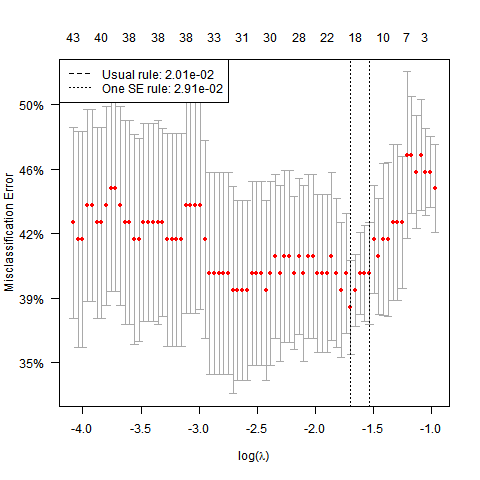 43 40 38 38 38 33 31 30 28 22 18 10 7 3
Usual rule: 2.01e-02
One SE rule: 2.91e-02
50%
46%
42%
39%
35%
Misclassification Error
-4.0 -3.5 -3.0 -2.5 -2.0 -1.5 -1.0
log(λ)